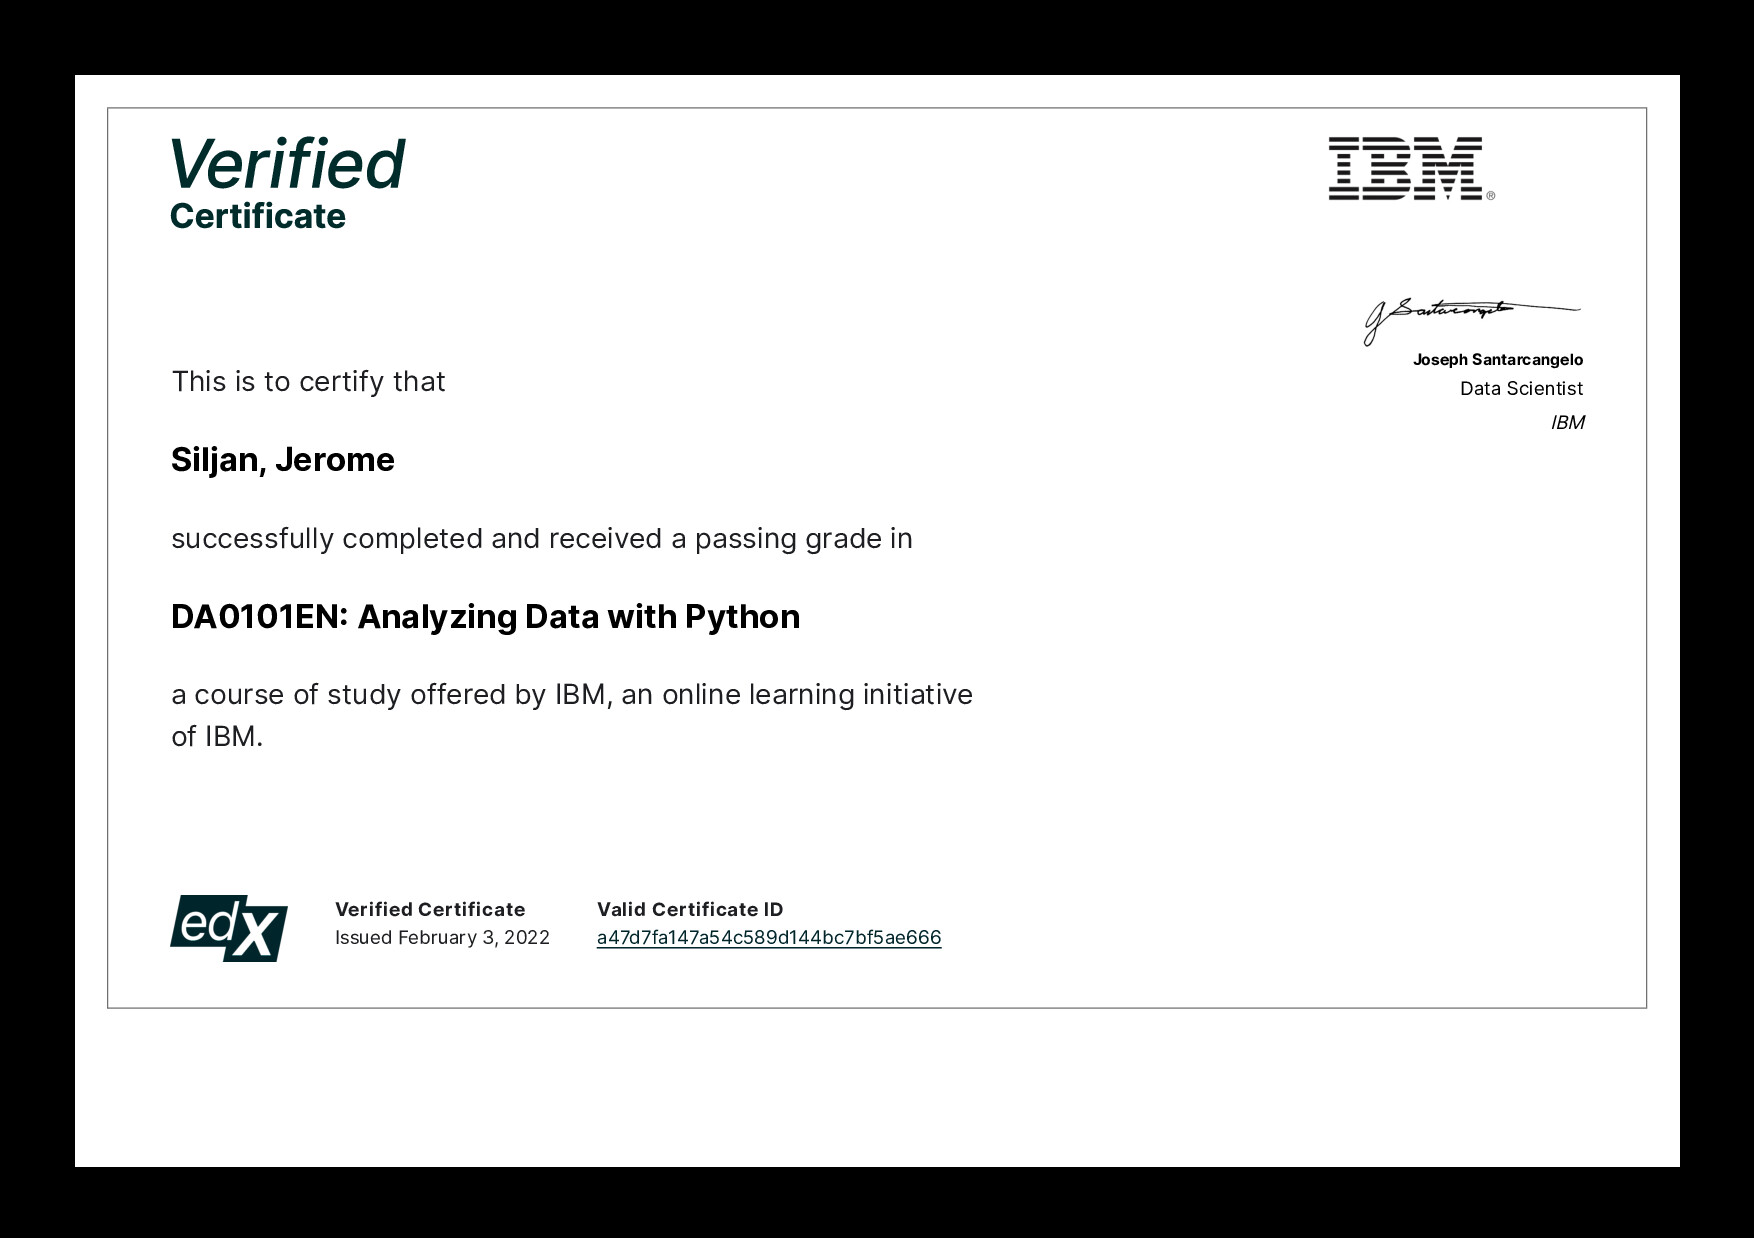 Verified
Certificate
IBM®
Joseph Santarcangelo
Data Scientist
IBM
This is to certify that
Siljan, Jerome
successfully completed and received a passing grade in
DA0101EN: Analyzing Data with Python
a course of study offered by IBM, an online learning initiative
of IBM.
edX
Verified Certificate
Issued February 3, 2022
Valid Certificate ID
a47d7fa147a54c589d144bc7bf5ae666